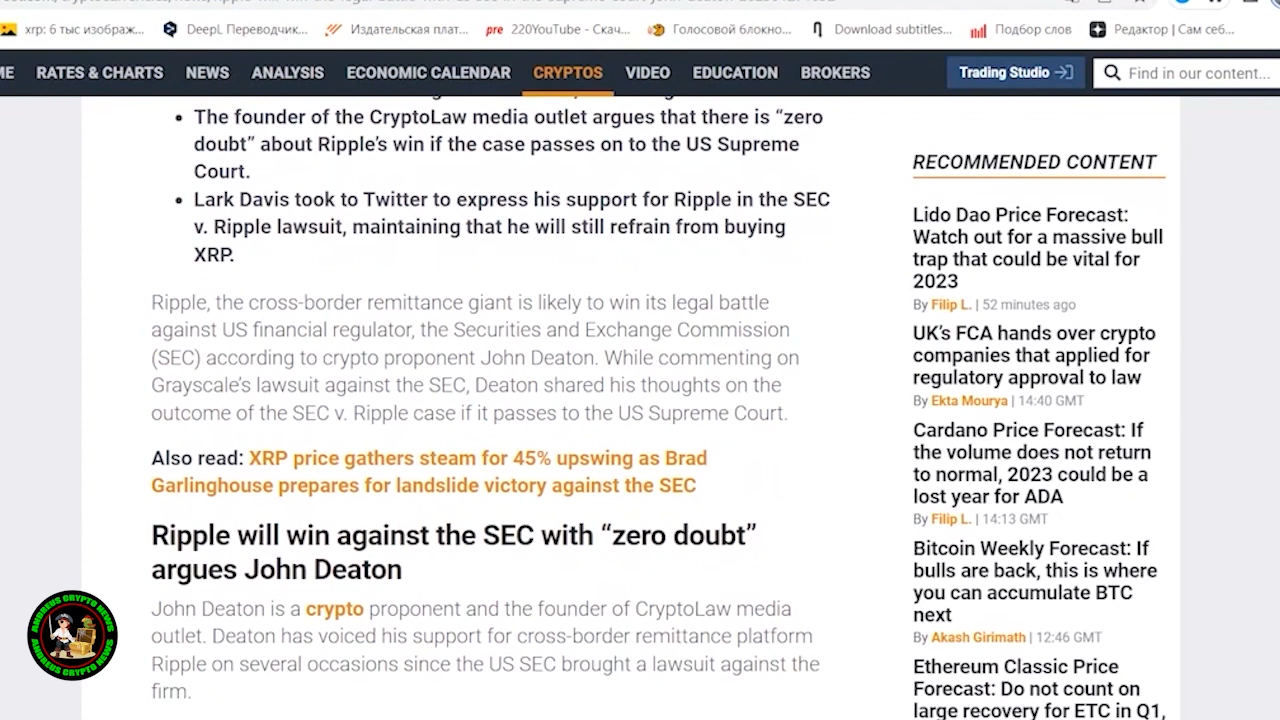 xrp: 6 тыс изображ...
DeepL Переводчик...
Издательская плат...
pre 220YouTube - Скач...
Голосовой блокно...
Download subtitles...
Подбор слов
Редактор | Сам себ...
ME RATES & CHARTS NEWS ANALYSIS ECONOMIC CALENDAR CRYPTOS VIDEO EDUCATION BROKERS
Trading Studio
Find in our content...
• The founder of the CryptoLaw media outlet argues that there is “zero
doubt” about Ripple’s win if the case passes on to the US Supreme
Court.
• Lark Davis took to Twitter to express his support for Ripple in the SEC
v. Ripple lawsuit, maintaining that he will still refrain from buying
XRP.
Ripple, the cross-border remittance giant is likely to win its legal battle
against US financial regulator, the Securities and Exchange Commission
(SEC) according to crypto proponent John Deaton. While commenting on
Grayscale’s lawsuit against the SEC, Deaton shared his thoughts on the
outcome of the SEC v. Ripple case if it passes to the US Supreme Court.
Also read: XRP price gathers steam for 45% upswing as Brad
Garlinghouse prepares for landslide victory against the SEC
Ripple will win against the SEC with “zero doubt”
argues John Deaton
John Deaton is a crypto proponent and the founder of CryptoLaw media
outlet. Deaton has voiced his support for cross-border remittance platform
Ripple on several occasions since the US SEC brought a lawsuit against the
firm.
RECOMMENDED CONTENT
Lido Dao Price Forecast:
Watch out for a massive bull
trap that could be vital for
2023
By Filip L. | 52 minutes ago
UK’s FCA hands over crypto
companies that applied for
regulatory approval to law
By Ekta Mourya | 14:40 GMT
Cardano Price Forecast: If
the volume does not return
to normal, 2023 could be a
lost year for ADA
By Filip L. | 14:13 GMT
Bitcoin Weekly Forecast: If
bulls are back, this is where
you can accumulate BTC
next
By Akash Girimath | 12:46 GMT
Ethereum Classic Price
Forecast: Do not count on
large recovery for ETC in Q1,
ANDREUS CRYPTO NEWS
ANDREUS CRYPTO NEWS